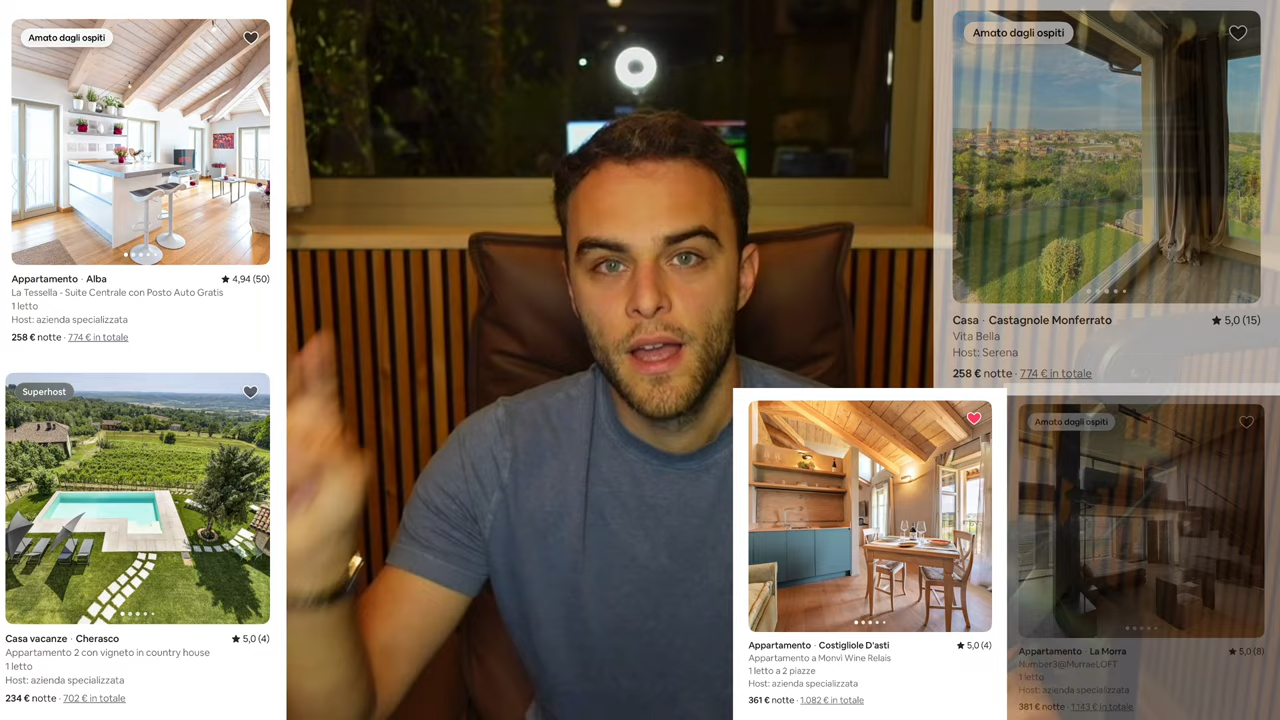 Amato dagli ospiti
Appartamento · Alba ★ 4,94 (50)
La Tessella - Suite Centrale con Posto Auto Gratis
1 letto
Host: azienda specializzata
258 € notte · 774 € in totale
Superhost
Casa vacanze · Cherasco ★ 5,0 (4)
Appartamento 2 con vigneto in country house
1 letto
Host: azienda specializzata
234 € notte · 702 € in totale
Amato dagli ospiti
Casa · Castagnole Monferrato ★ 5,0 (15)
Vita Bella
Host: Serena
258 € notte · 774 € in totale
Appartamento · Costigliole D'asti ★ 5,0 (4)
Appartamento a Monvì Wine Relais
1 letto a 2 piazze
Host: azienda specializzata
361 € notte · 1.082 € in totale
Amato dagli ospiti
Appartamento · La Morra ★ 5,0 (8)
Number3@MurraeLOFT
1 letto
Host: azienda specializzata
381 € notte · 1.143 € in totale